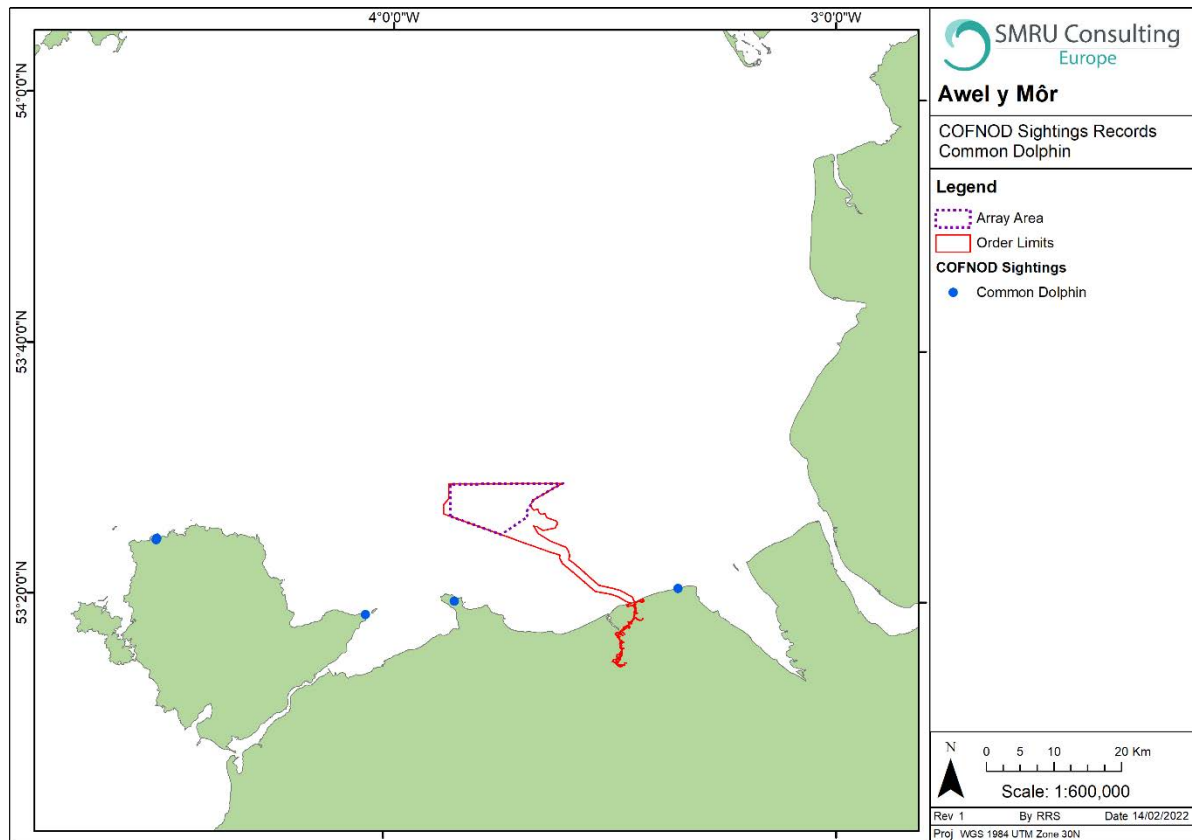 4°0'0"W
3°0'0"W
54°0'0"N
53°40'0"N
53°20'0"N
SMRU Consulting
Europe
Awel y Môr
COFNOD Sightings Records
Common Dolphin
Legend
Array Area
Order Limits
COFNOD Sightings
Common Dolphin
N
0 5 10 20 Km
Scale: 1:600,000
Rev 1 By RRS Date 14/02/2022
Proj WGS 1984 UTM Zone 30N